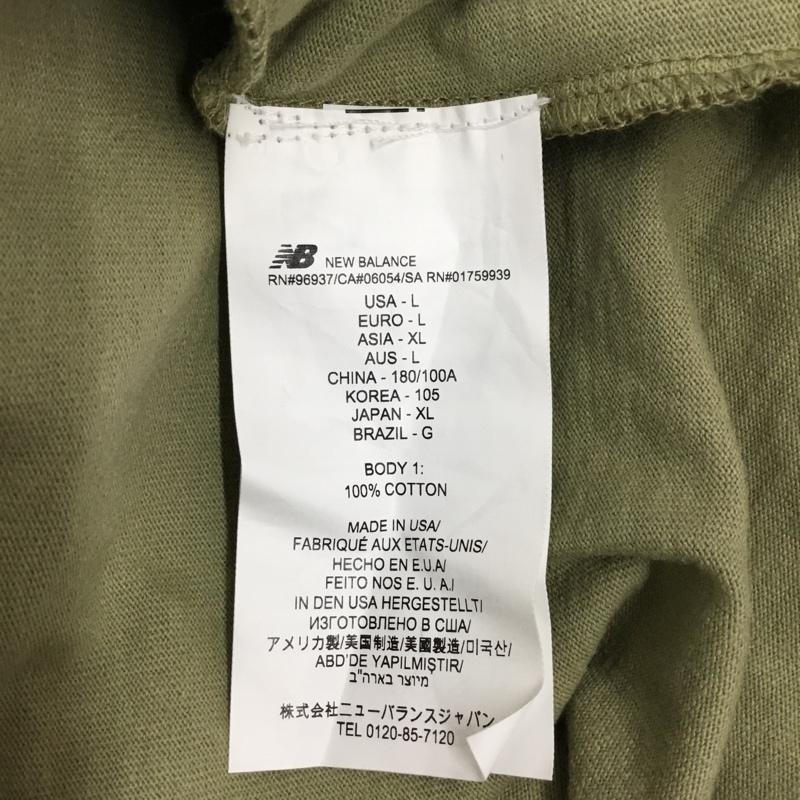 NB NEW BALANCE
RN#96937/CA#06054/SA RN#01759939
USA - L
EURO - L
ASIA - XL
AUS - L
CHINA - 180/100A
KOREA - 105
JAPAN - XL
BRAZIL - G
BODY 1:
100% COTTON
MADE IN USA/
FABRIQUÉ AUX ETATS-UNIS/
HECHO EN E.U.A/
FEITO NOS E. U. A./
IN DEN USA HERGESTELLT/
ИЗГОТОВЛЕНО В США/
アメリカ製/美国制造/美國製造/미국산/
ABD'DE YAPILMIŞTIR/
מיוצר בארה"ב
株式会社ニューバランスジャパン
TEL 0120-85-7120